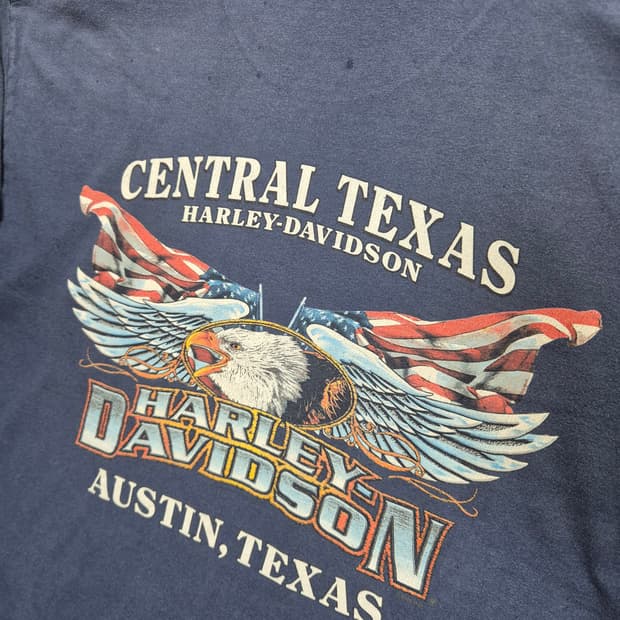 CENTRAL TEXAS
HARLEY-DAVIDSON
HARLEY-
DAVIDSON
AUSTIN, TEXAS